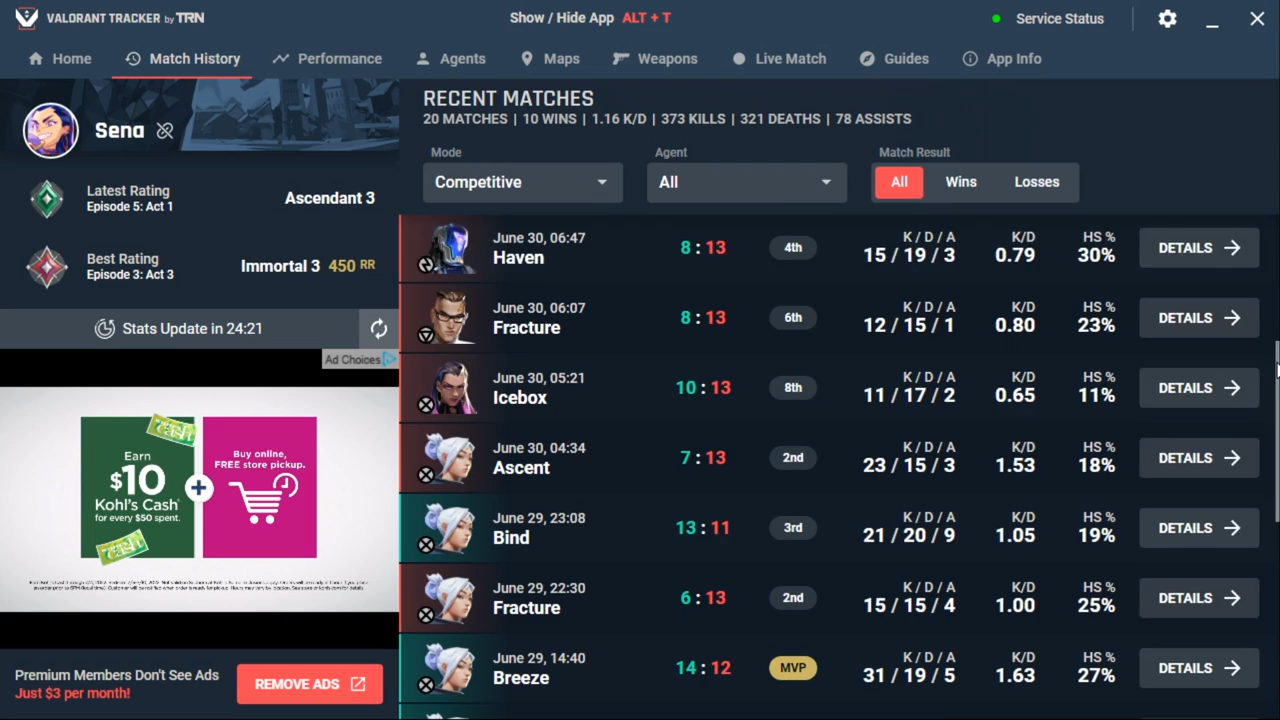 VALORANT TRACKER by TRN
Show / Hide App ALT + T
Service Status
Home
Match History
Performance
Agents
Maps
Weapons
Live Match
Guides
App Info
Sena
Latest Rating
Episode 5: Act 1
Ascendant 3
Best Rating
Episode 3: Act 3
Immortal 3 450 RR
Stats Update in 24:21
Ad Choices
Earn
$10
Kohl's Cash
for every $50 spent.
Buy online,
FREE store pickup.
Premium Members Don't See Ads
Just $3 per month!
REMOVE ADS
RECENT MATCHES
20 MATCHES | 10 WINS | 1.16 K/D | 373 KILLS | 321 DEATHS | 78 ASSISTS
Mode
Competitive
Agent
All
Match Result
All Wins Losses
June 30, 06:47
Haven
8 : 13
4th
K / D / A
15 / 19 / 3
K/D
0.79
HS %
30%
DETAILS
June 30, 06:07
Fracture
8 : 13
6th
K / D / A
12 / 15 / 1
K/D
0.80
HS %
23%
DETAILS
June 30, 05:21
Icebox
10 : 13
8th
K / D / A
11 / 17 / 2
K/D
0.65
HS %
11%
DETAILS
June 30, 04:34
Ascent
7 : 13
2nd
K / D / A
23 / 15 / 3
K/D
1.53
HS %
18%
DETAILS
June 29, 23:08
Bind
13 : 11
3rd
K / D / A
21 / 20 / 9
K/D
1.05
HS %
19%
DETAILS
June 29, 22:30
Fracture
6 : 13
2nd
K / D / A
15 / 15 / 4
K/D
1.00
HS %
25%
DETAILS
June 29, 14:40
Breeze
14 : 12
MVP
K / D / A
31 / 19 / 5
K/D
1.63
HS %
27%
DETAILS